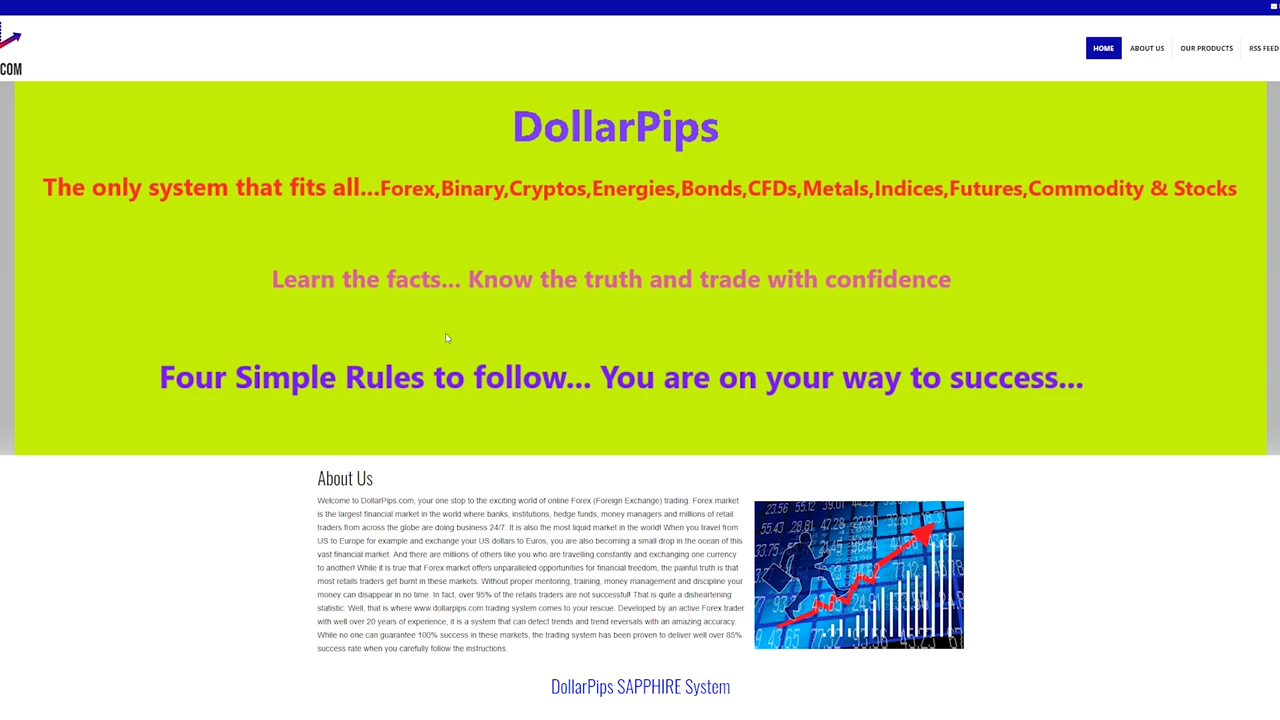 COM
HOME ABOUT US OUR PRODUCTS RSS FEED
DollarPips
The only system that fits all...Forex,Binary,Cryptos,Energies,Bonds,CFDs,Metals,Indices,Futures,Commodity & Stocks
Learn the facts... Know the truth and trade with confidence
Four Simple Rules to follow... You are on your way to success...
About Us
Welcome to DollarPips.com, your one stop to the exciting world of online Forex (Foreign Exchange) trading. Forex market
is the largest financial market in the world where banks, institutions, hedge funds, money managers and millions of retail
traders from across the globe are doing business 24/7. It is also the most liquid market in the world! When you travel from
US to Europe for example and exchange your US dollars to Euros, you are also becoming a small drop in the ocean of this
vast financial market. And there are millions of others like you who are travelling constantly and exchanging one currency
to another! While it is true that Forex market offers unparalleled opportunities for financial freedom, the painful truth is that
most retails traders get burnt in these markets. Without proper mentoring, training, money management and discipline your
money can disappear in no time. In fact, over 95% of the retails traders are not successful! That is quite a disheartening
statistic. Well, that is where www.dollarpips.com trading system comes to your rescue. Developed by an active Forex trader
with well over 20 years of experience, it is a system that can detect trends and trend reversals with an amazing accuracy.
While no one can guarantee 100% success in these markets, the trading system has been proven to deliver well over 85%
success rate when you carefully follow the instructions.
23.56 55.12
55.43 28.81 47.28
33.75
DollarPips SAPPHIRE System